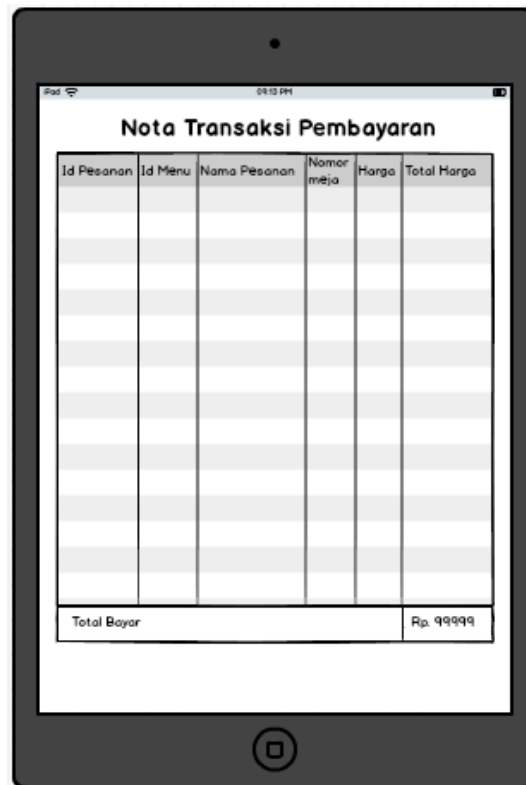 iPad 09:13 PM
Nota Transaksi Pembayaran
Id Pesanan Id Menu Nama Pesanan Nomor meja Harga Total Harga
Total Bayar Rp. 99999